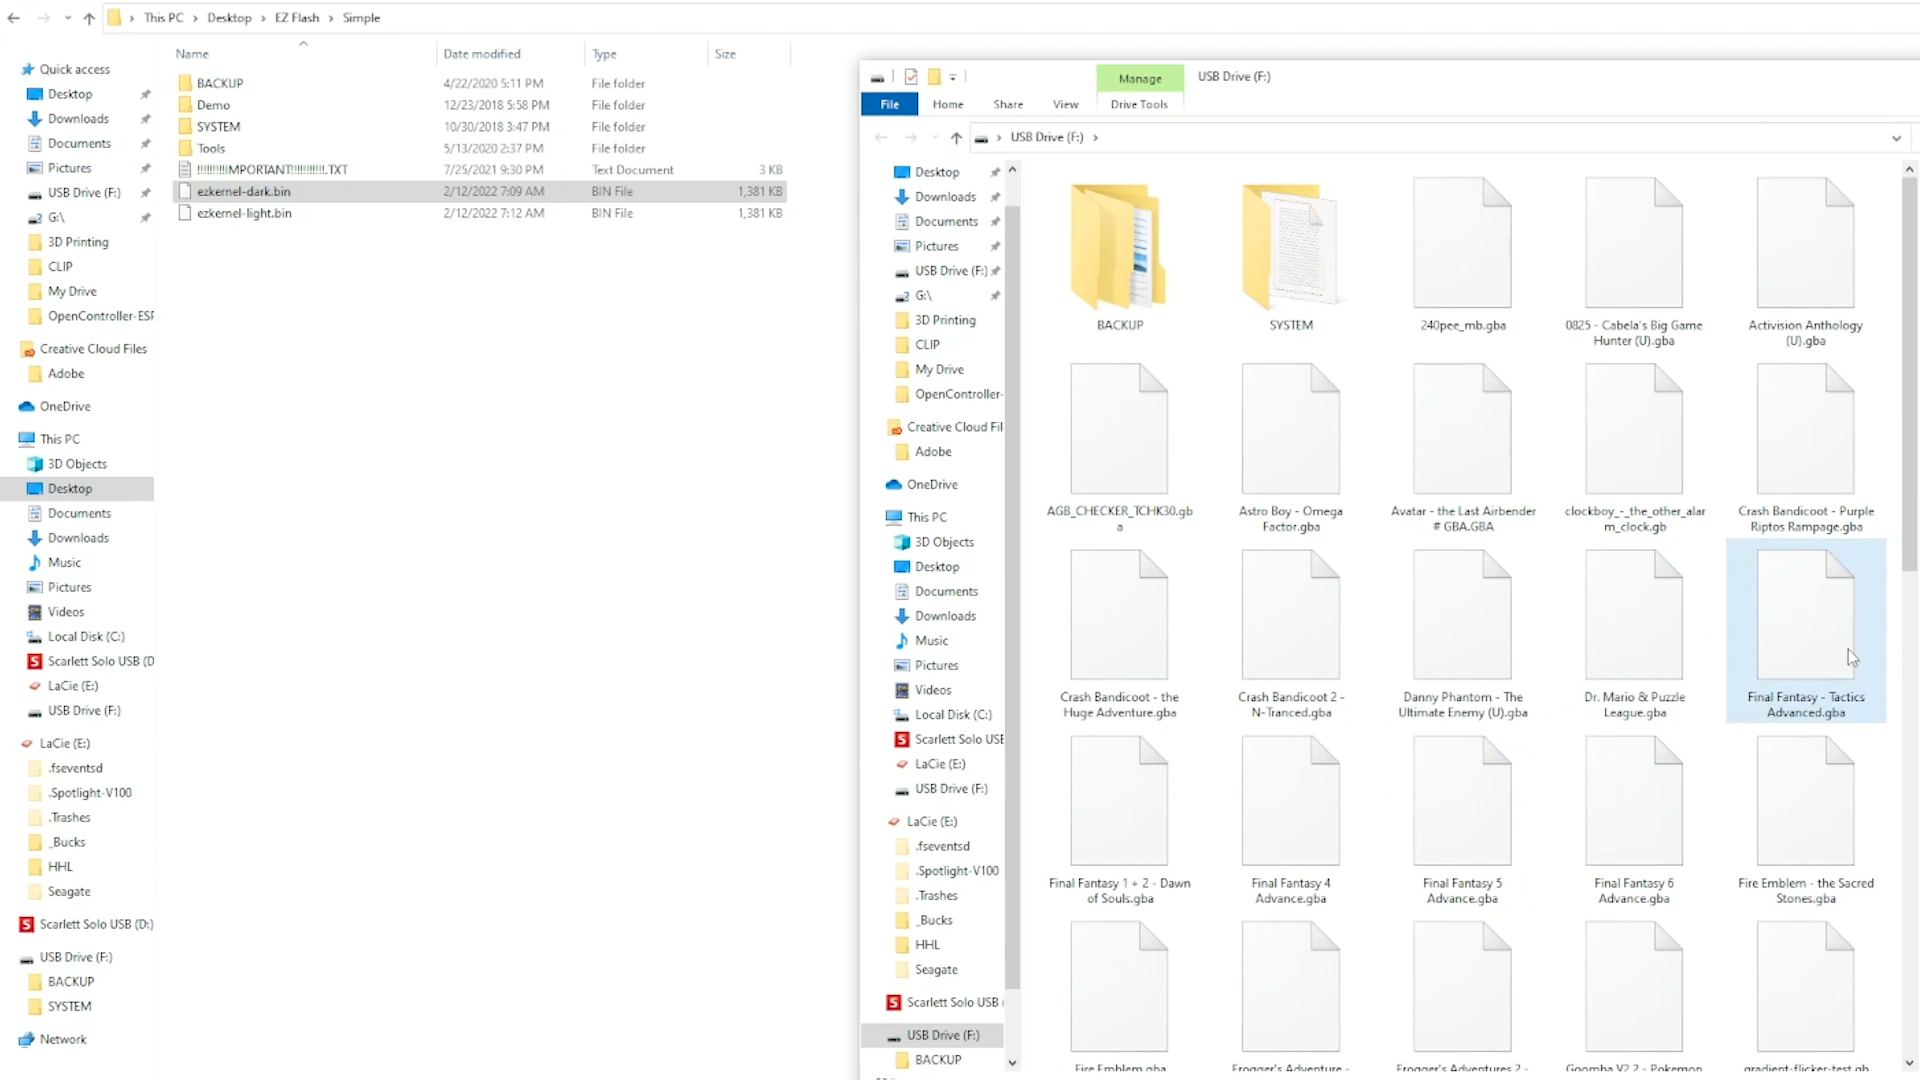 This PC > Desktop > EZ Flash > Simple
Name Date modified Type Size
BACKUP 4/22/2020 5:11 PM File folder
Demo 12/23/2018 5:58 PM File folder
SYSTEM 10/30/2018 3:47 PM File folder
Tools 5/13/2020 2:37 PM File folder
!!!!!!!!!!IMPORTANT!!!!!!!!!!.TXT 7/25/2021 9:30 PM Text Document 3 KB
ezkernel-dark.bin 2/12/2022 7:09 AM BIN File 1,381 KB
ezkernel-light.bin 2/12/2022 7:12 AM BIN File 1,381 KB
Quick access
Desktop
Downloads
Documents
Pictures
USB Drive (F:)
G:\
3D Printing
CLIP
My Drive
OpenController-ESP
Creative Cloud Files
Adobe
OneDrive
This PC
3D Objects
Desktop
Documents
Downloads
Music
Pictures
Videos
Local Disk (C:)
Scarlett Solo USB (D
LaCie (E:)
USB Drive (F:)
LaCie (E:)
.fseventsd
.Spotlight-V100
.Trashes
_Bucks
HHL
Seagate
Scarlett Solo USB (D:)
USB Drive (F:)
BACKUP
SYSTEM
Network
Manage USB Drive (F:)
File Home Share View Drive Tools
USB Drive (F:) >
Desktop
Downloads
Documents
Pictures
USB Drive (F:)
G:\
3D Printing
CLIP
My Drive
OpenController-
Creative Cloud Fil
Adobe
OneDrive
This PC
3D Objects
Desktop
Documents
Downloads
Music
Pictures
Videos
Local Disk (C:)
Scarlett Solo USB
LaCie (E:)
USB Drive (F:)
LaCie (E:)
.fseventsd
.Spotlight-V100
.Trashes
_Bucks
HHL
Seagate
Scarlett Solo USB
USB Drive (F:)
BACKUP
BACKUP
SYSTEM
240pee_mb.gba
0825 - Cabela's Big Game
Hunter (U).gba
Activision Anthology
(U).gba
AGB_CHECKER_TCHK30.gb
a
Astro Boy - Omega
Factor.gba
Avatar - the Last Airbender
# GBA.GBA
clockboy_-_the_other_alar
m_clock.gb
Crash Bandicoot - Purple
Riptos Rampage.gba
Crash Bandicoot - the
Huge Adventure.gba
Crash Bandicoot 2 -
N-Tranced.gba
Danny Phantom - The
Ultimate Enemy (U).gba
Dr. Mario & Puzzle
League.gba
Final Fantasy - Tactics
Advanced.gba
Final Fantasy 1 + 2 - Dawn
of Souls.gba
Final Fantasy 4
Advance.gba
Final Fantasy 5
Advance.gba
Final Fantasy 6
Advance.gba
Fire Emblem - the Sacred
Stones.gba
Fire Emblem.gba
Frogger's Adventure -
Frogger's Adventures 2 -
Goomba V2.2 - Pokemon
gradient-flicker-test.gb